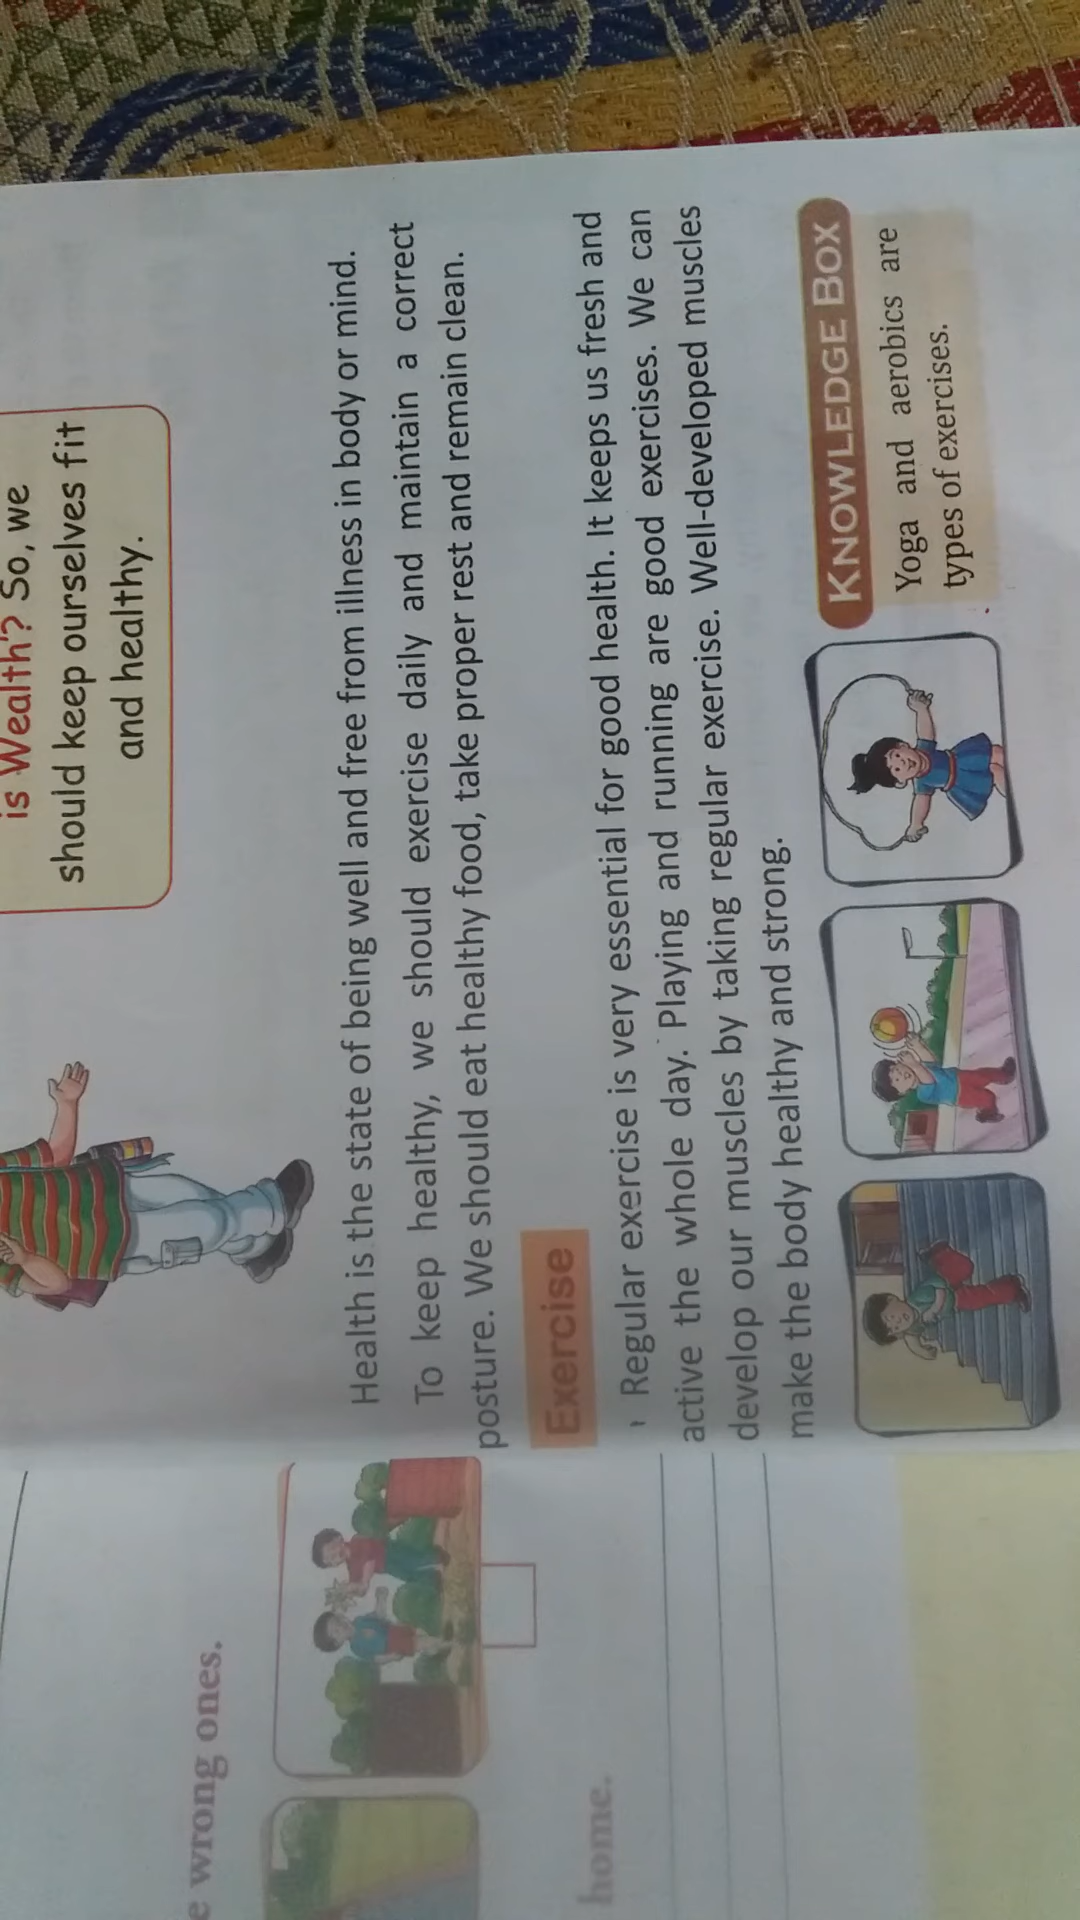 is Wealth'? So, we
should keep ourselves fit
and healthy.
Health is the state of being well and free from illness in body or mind.
To keep healthy, we should exercise daily and maintain a correct
posture. We should eat healthy food, take proper rest and remain clean.
Exercise
Regular exercise is very essential for good health. It keeps us fresh and
active the whole day. Playing and running are good exercises. We can
develop our muscles by taking regular exercise. Well-developed muscles
make the body healthy and strong.
KNOWLEDGE BOX
Yoga and aerobics are
types of exercises.
wrong ones.
home.